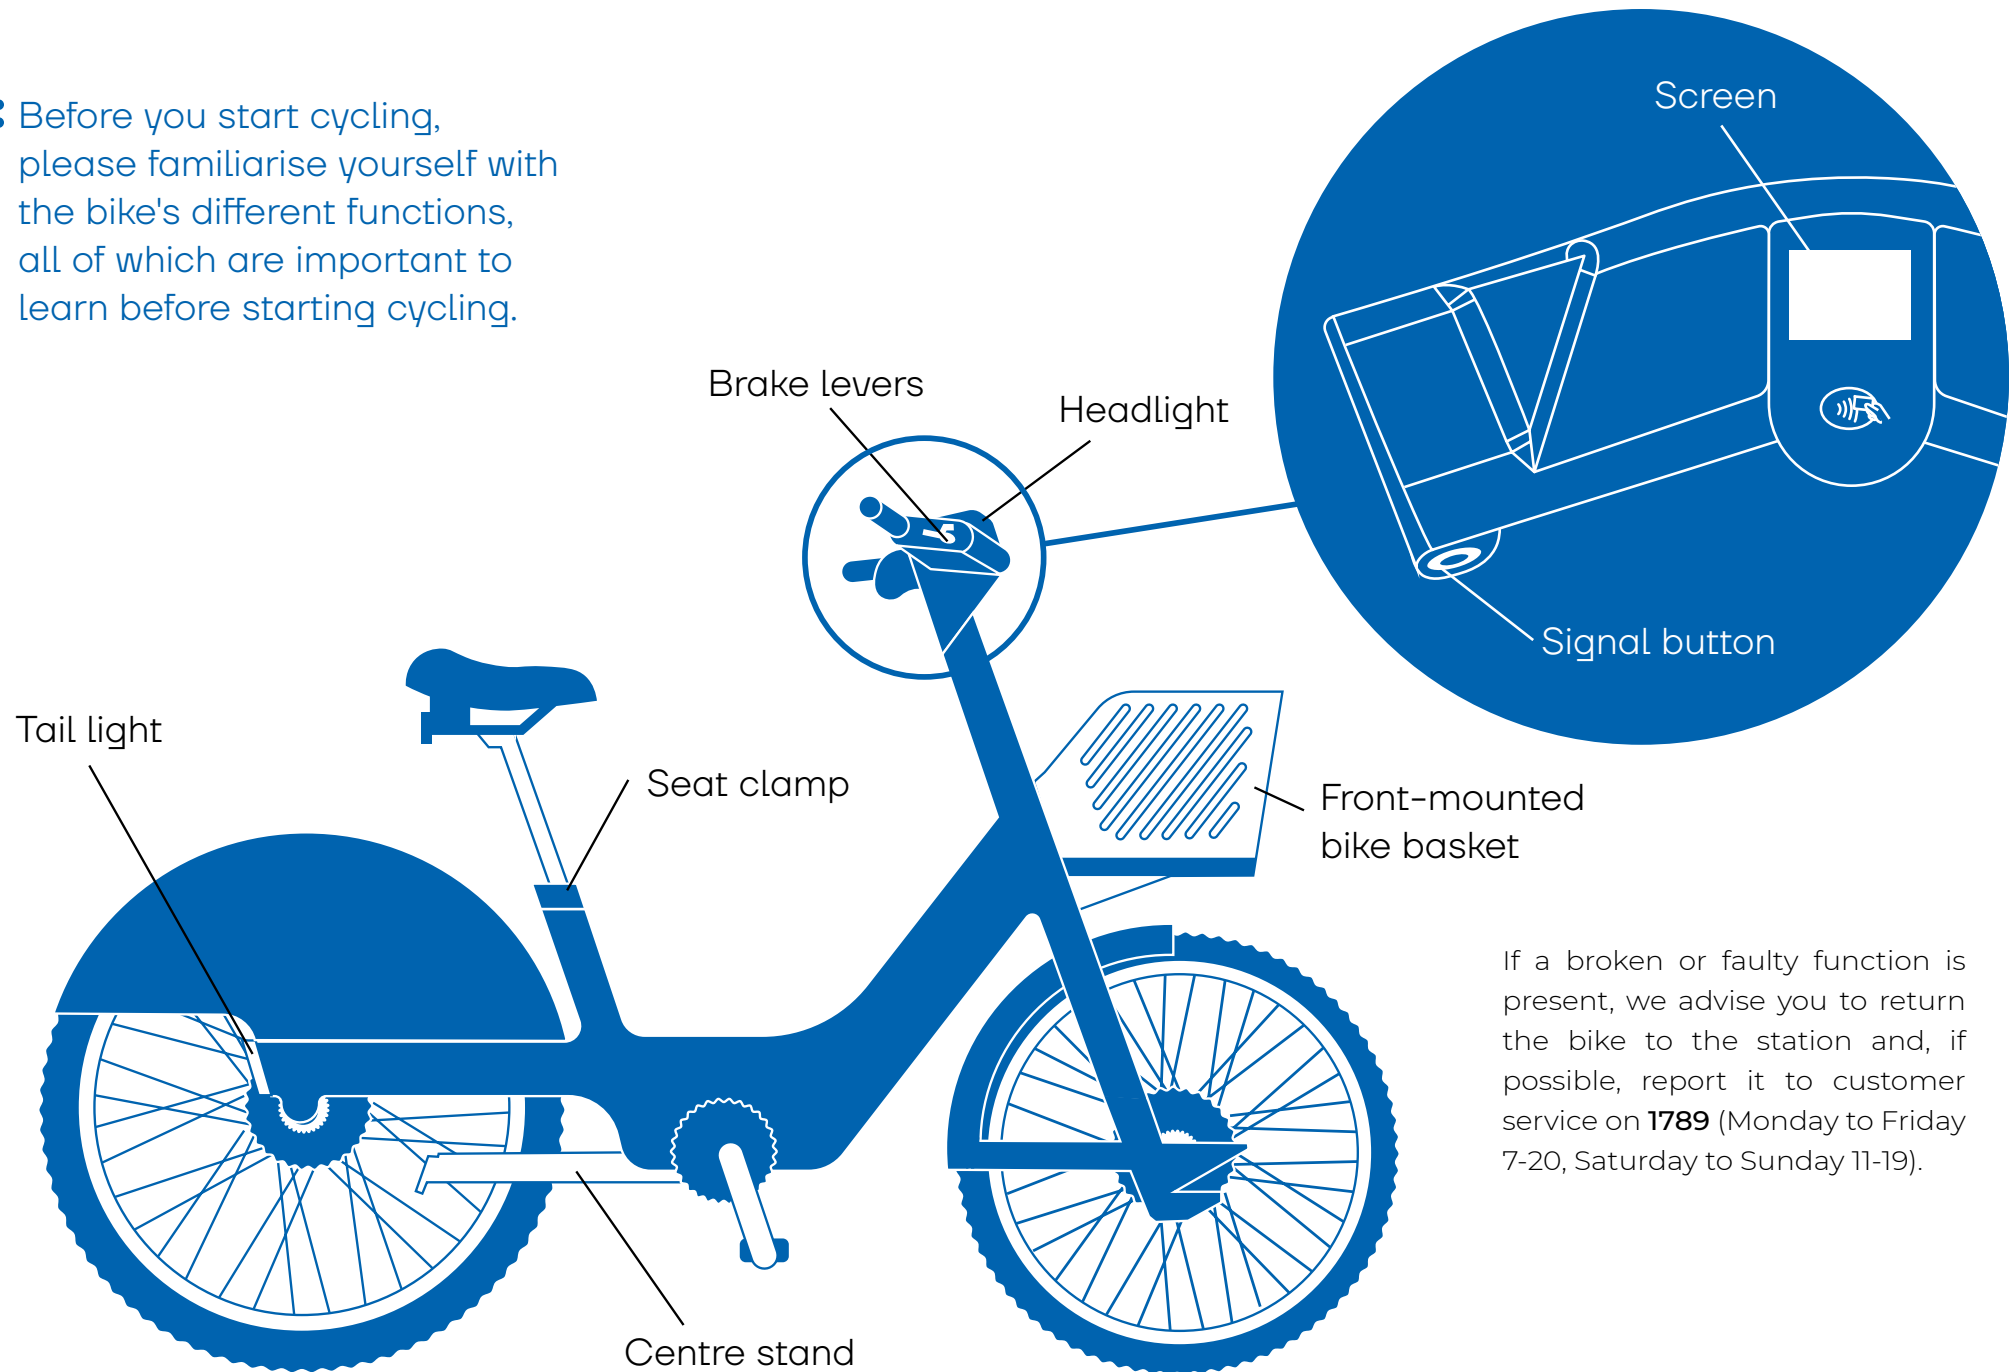 Before you start cycling,
please familiarise yourself with
the bike's different functions,
all of which are important to
learn before starting cycling.
Screen
Brake levers
Headlight
Signal button
Tail light
Seat clamp
Front-mounted
bike basket
If a broken or faulty function is
present, we advise you to return
the bike to the station and, if
possible, report it to customer
service on 1789 (Monday to Friday
7-20, Saturday to Sunday 11-19).
Centre stand